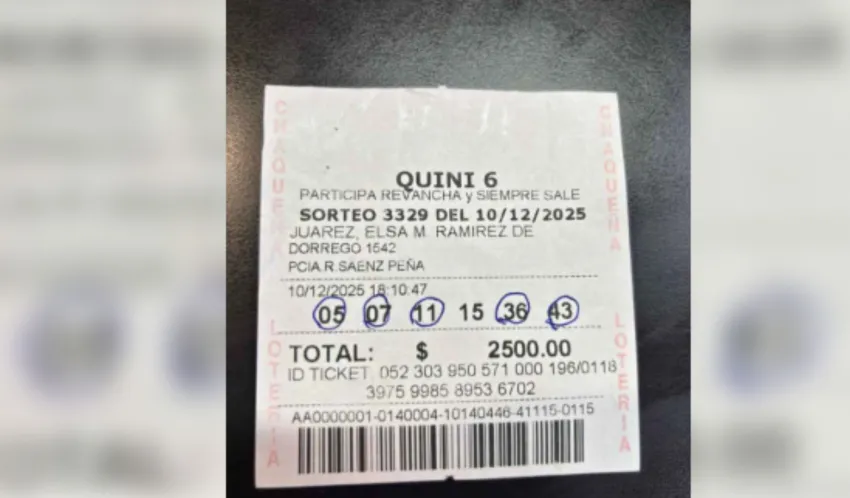 QUINI 6
PARTICIPA REVANCHA y SIEMPRE SALE
SORTEO 3329 DEL 10/12/2025
JUAREZ, ELSA M. RAMIREZ DE
DORREGO 1542
PCIA.R.SAENZ PEÑA
10/12/2025 18:10:47
05 07 11 15 36 43
TOTAL: $ 2500.00
ID TICKET: 052 303 950 571 000 196/0118
3975 9985 8953 6702
AA0000001-0140004-10140446-41115-0115
CHAQUEÑA
LOTERIA
CHAQUEÑA
LOTERIA